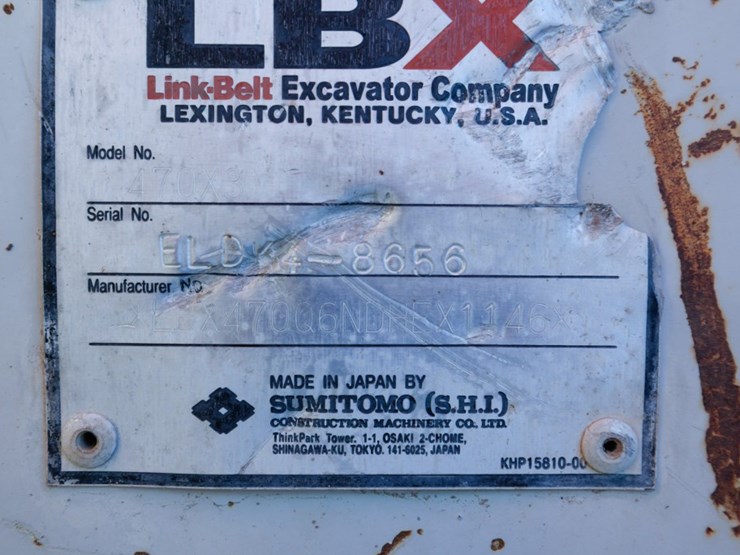 LBX
Link-Belt Excavator Company
LEXINGTON, KENTUCKY, U.S.A.
Model No.
470X3
Serial No.
Manufacturer No.
MADE IN JAPAN BY
SUMITOMO (S.H.I.)
CONSTRUCTION MACHINERY CO., LTD.
ThinkPark Tower. 1-1, OSAKI 2-CHOME,
SHINAGAWA-KU, TOKYO. 141-6025, JAPAN
KHP15810-00